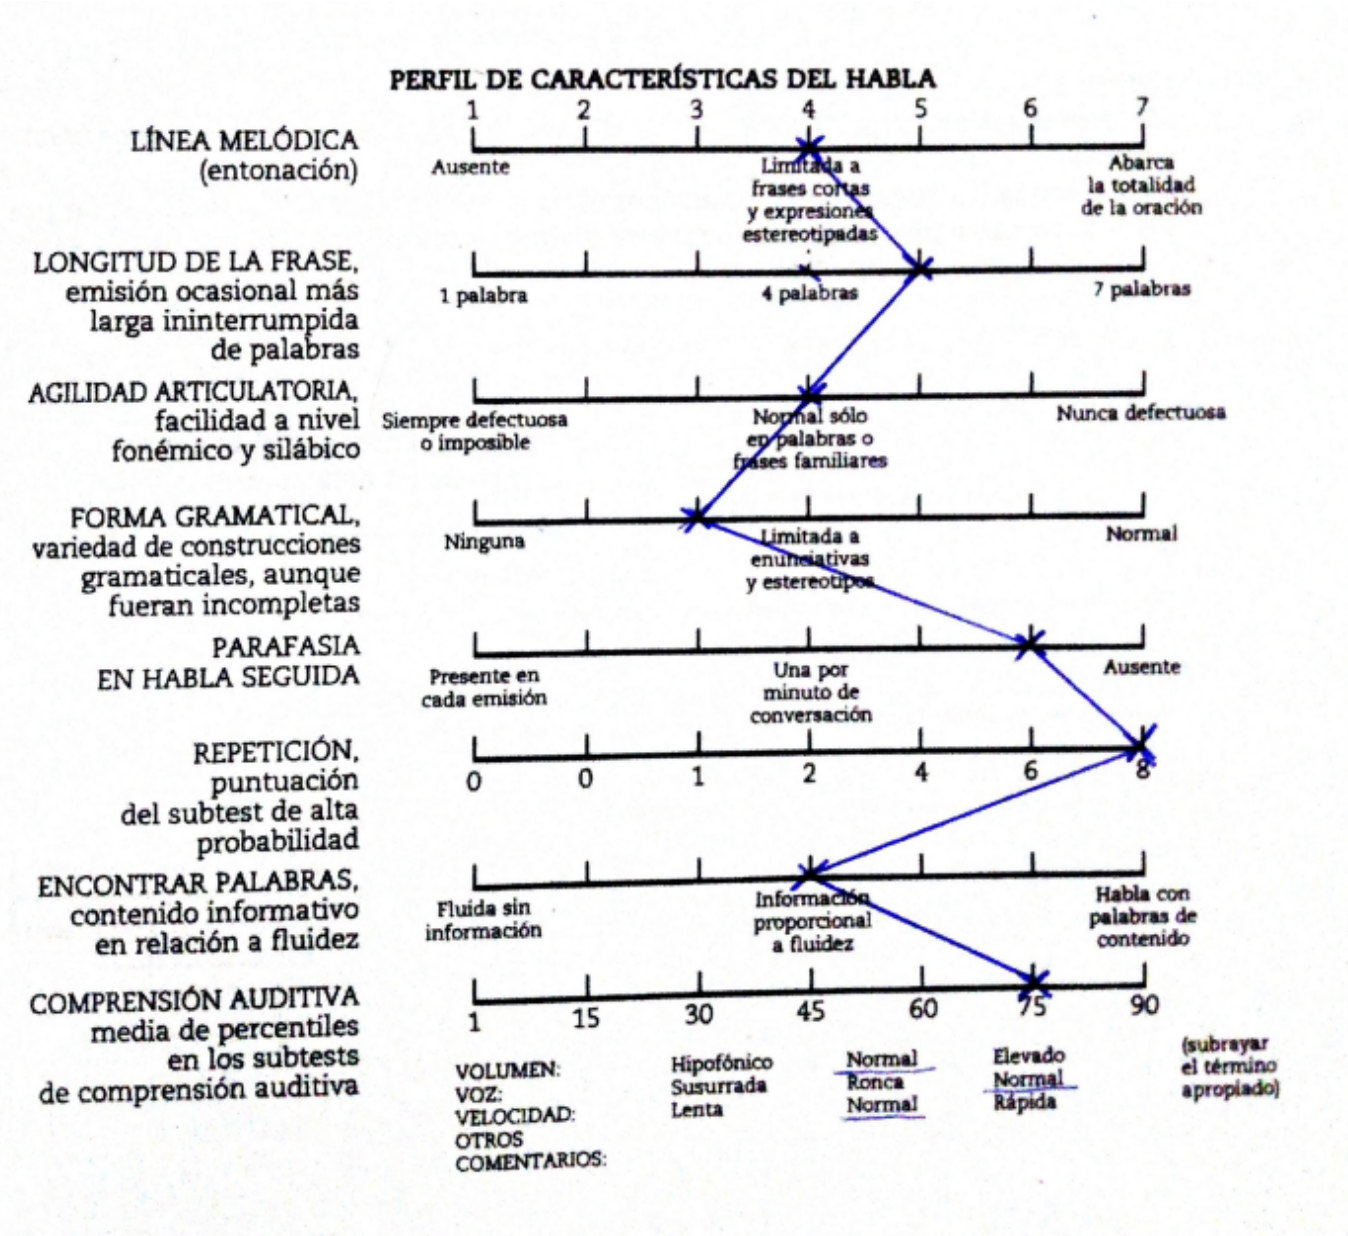 PERFIL DE CARACTERÍSTICAS DEL HABLA
1 2 3 4 5 6 7
LÍNEA MELÓDICA
(entonación)
Ausente
Limitada a
frases cortas
y expresiones
estereotipadas
Abarca
la totalidad
de la oración
LONGITUD DE LA FRASE,
emisión ocasional más
larga ininterrumpida
de palabras
1 palabra
4 palabras
7 palabras
AGILIDAD ARTICULATORIA,
facilidad a nivel
fonémico y silábico
Siempre defectuosa
o imposible
Normal sólo
en palabras o
frases familiares
Nunca defectuosa
FORMA GRAMATICAL,
variedad de construcciones
gramaticales, aunque
fueran incompletas
Ninguna
Limitada a
enunciativas
y estereotipos
Normal
PARAFASIA
EN HABLA SEGUIDA
Presente en
cada emisión
Una por
minuto de
conversación
Ausente
REPETICIÓN,
puntuación
del subtest de alta
probabilidad
0 0 1 2 4 6 8
ENCONTRAR PALABRAS,
contenido informativo
en relación a fluidez
Fluida sin
información
Información
proporcional
a fluidez
Habla con
palabras de
contenido
COMPRENSIÓN AUDITIVA
media de percentiles
en los subtests
de comprensión auditiva
1 15 30 45 60 75 90
VOLUMEN: Hipofónico Normal Elevado
VOZ: Susurrada Ronca Normal
VELOCIDAD: Lenta Normal Rápida
OTROS
COMENTARIOS:
(subrayar
el término
apropiado)